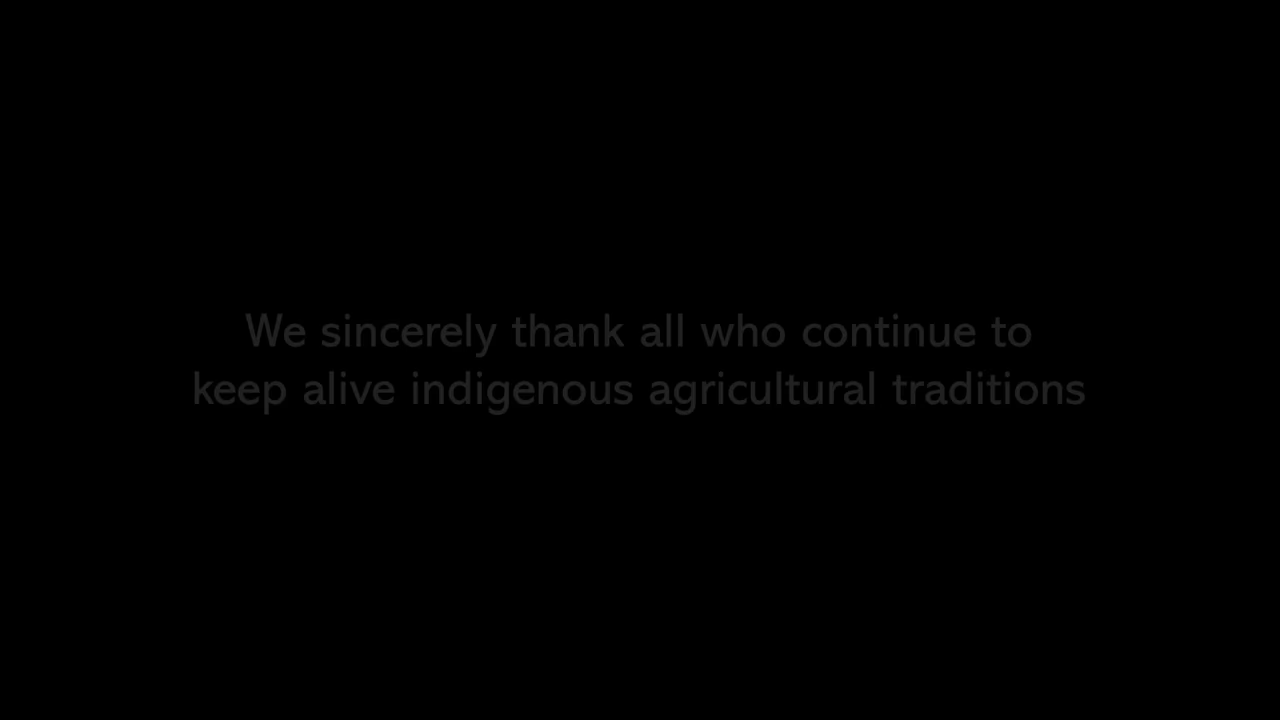 We sincerely thank all who continue to
keep alive indigenous agricultural traditions